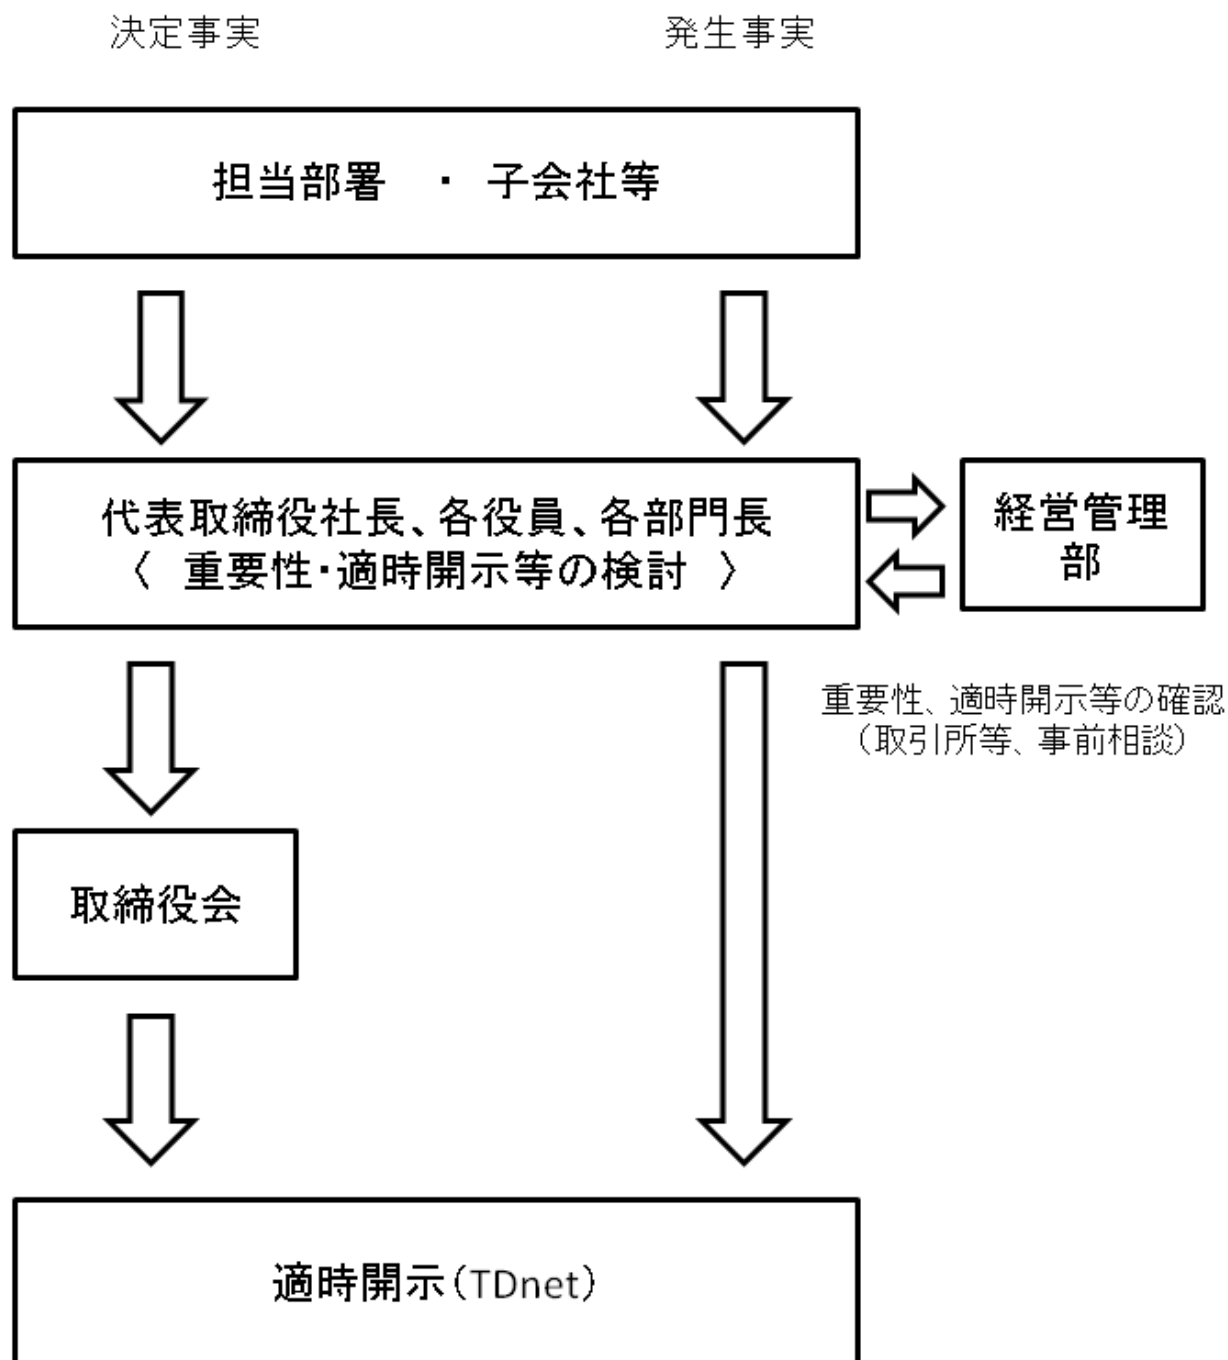 決定事実
発生事実
担当部署 ・ 子会社等
代表取締役社長、各役員、各部門長
〈 重要性・適時開示等の検討 〉
経営管理
部
重要性、適時開示等の確認
（取引所等、事前相談）
取締役会
適時開示（TDnet）